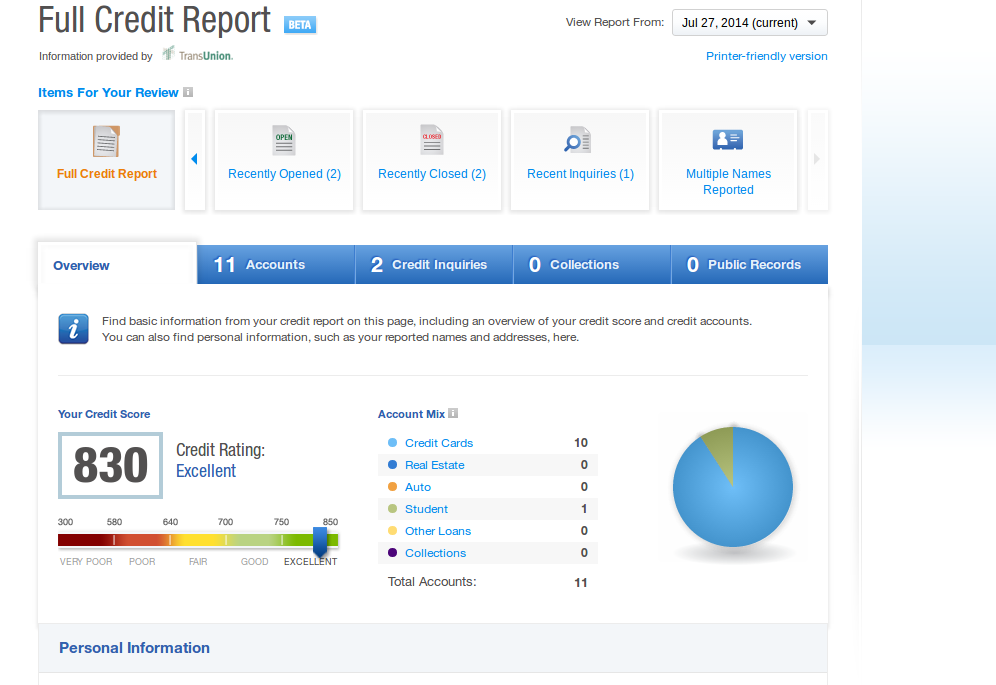 Full Credit Report BETA
View Report From: Jul 27, 2014 (current)
Information provided by TransUnion.
Printer-friendly version
Items For Your Review i
Full Credit Report
OPEN
Recently Opened (2)
CLOSED
Recently Closed (2)
Recent Inquiries (1)
Multiple Names
Reported
Overview
11 Accounts
2 Credit Inquiries
0 Collections
0 Public Records
i
Find basic information from your credit report on this page, including an overview of your credit score and credit accounts.
You can also find personal information, such as your reported names and addresses, here.
Your Credit Score
830
Credit Rating:
Excellent
300 580 640 700 750 850
VERY POOR POOR FAIR GOOD EXCELLENT
Account Mix i
Credit Cards 10
Real Estate 0
Auto 0
Student 1
Other Loans 0
Collections 0
Total Accounts: 11
Personal Information